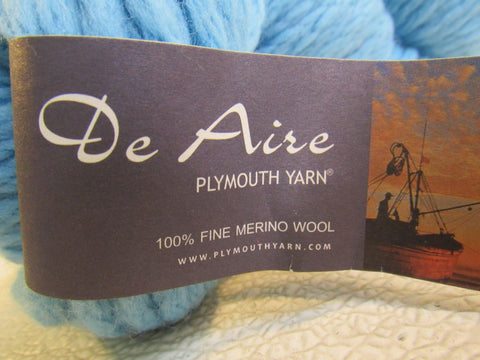 De Aire
PLYMOUTH YARN®
100% FINE MERINO WOOL
WWW.PLYMOUTHYARN.COM